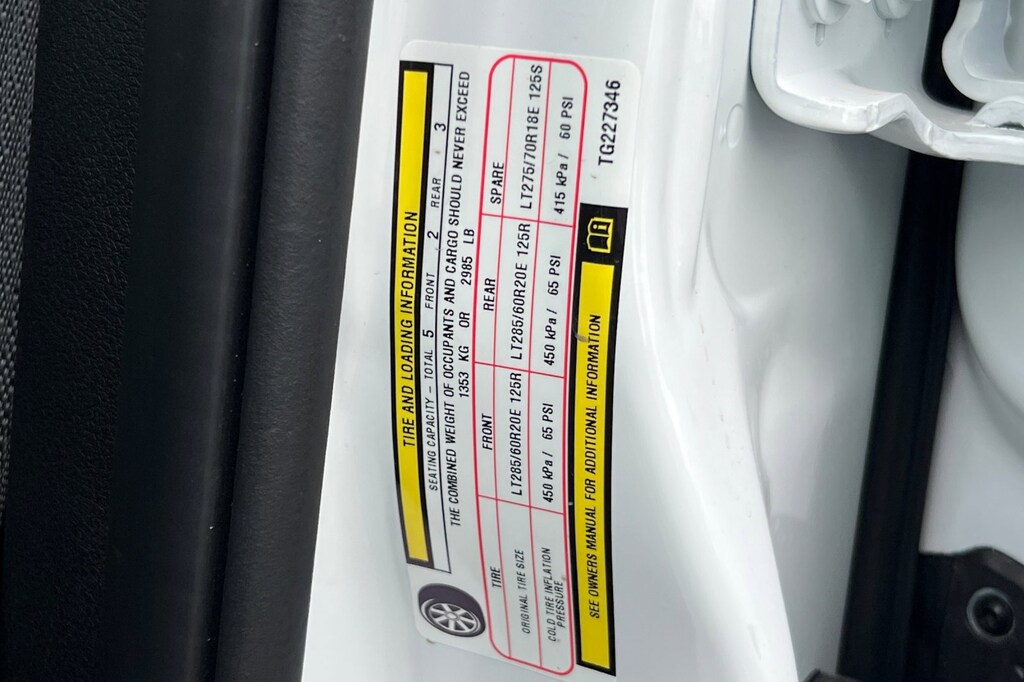 TIRE AND LOADING INFORMATION
SEATING CAPACITY – TOTAL 5 FRONT 2 REAR 3
THE COMBINED WEIGHT OF OCCUPANTS AND CARGO SHOULD NEVER EXCEED
1353 KG OR 2985 LB
TIRE FRONT REAR SPARE
ORIGINAL TIRE SIZE LT285/60R20E 125R LT285/60R20E 125R LT275/70R18E 125S
COLD TIRE INFLATION PRESSURE 450 kPa / 65 PSI 450 kPa / 65 PSI 415 kPa / 60 PSI
SEE OWNERS MANUAL FOR ADDITIONAL INFORMATION
TG227346